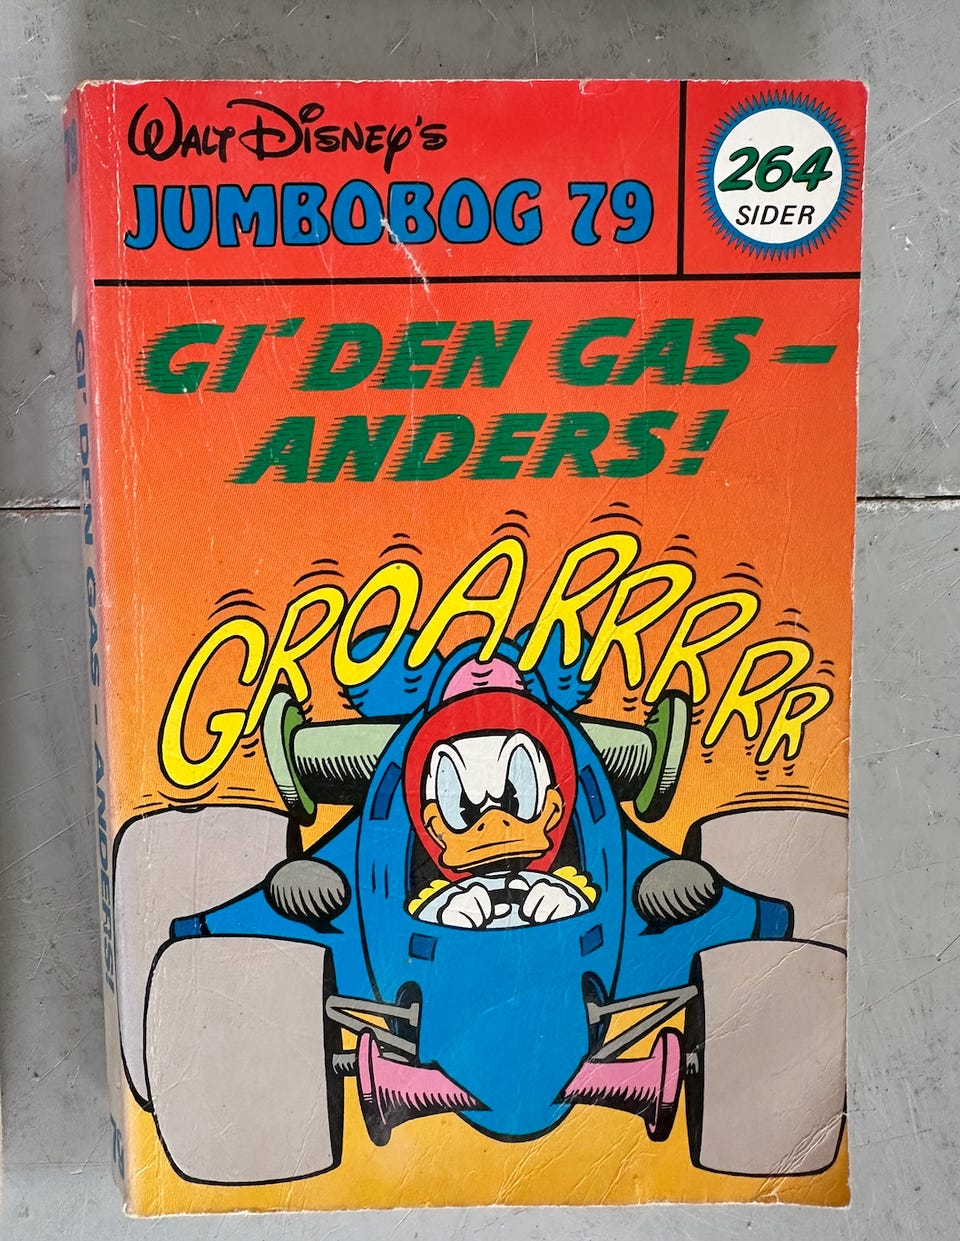 WALT DISNEY'S
JUMBOBOG 79
264
SIDER
GI' DEN GAS –
ANDERS!
GROARRRRRR
GI' DEN GAS – ANDERS!